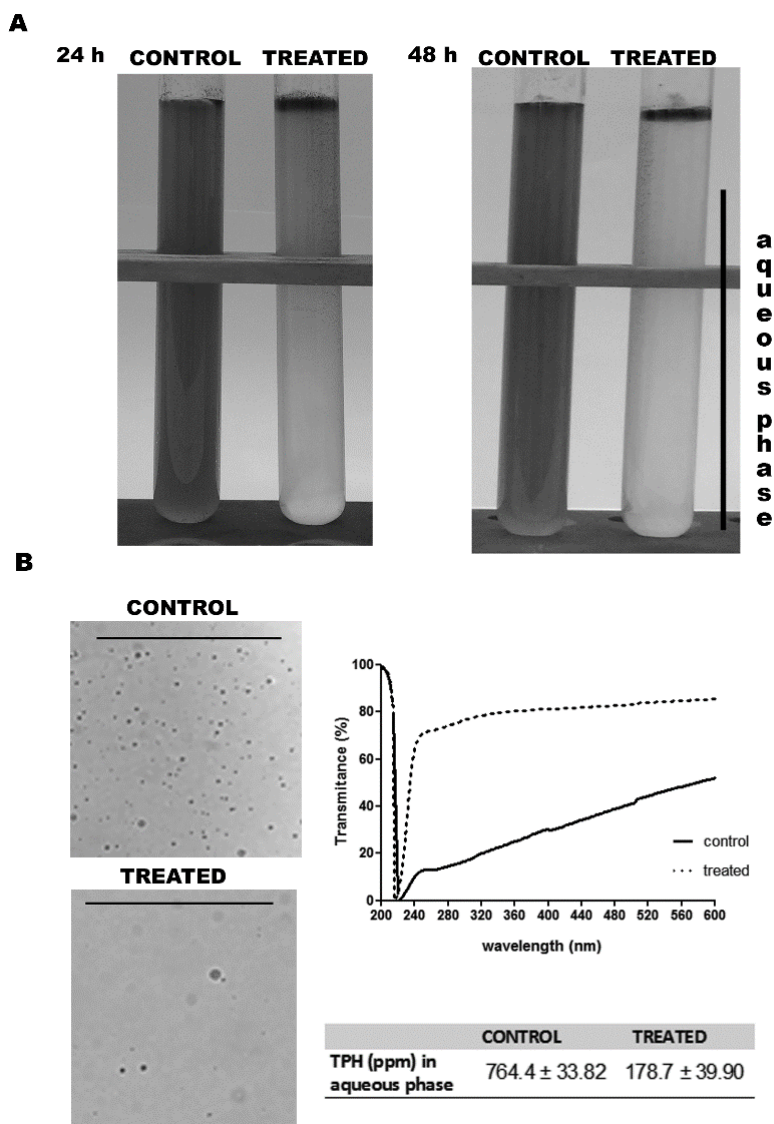 A
24 h CONTROL TREATED
48 h CONTROL TREATED
aqueous phase
B
CONTROL
TREATED
Transmitance (%)
100
80
60
40
20
0
200 240 280 320 360 400 440 480 520 560 600
wavelength (nm)
control
treated
CONTROL TREATED
TPH (ppm) in
aqueous phase
764.4 ± 33.82 178.7 ± 39.90